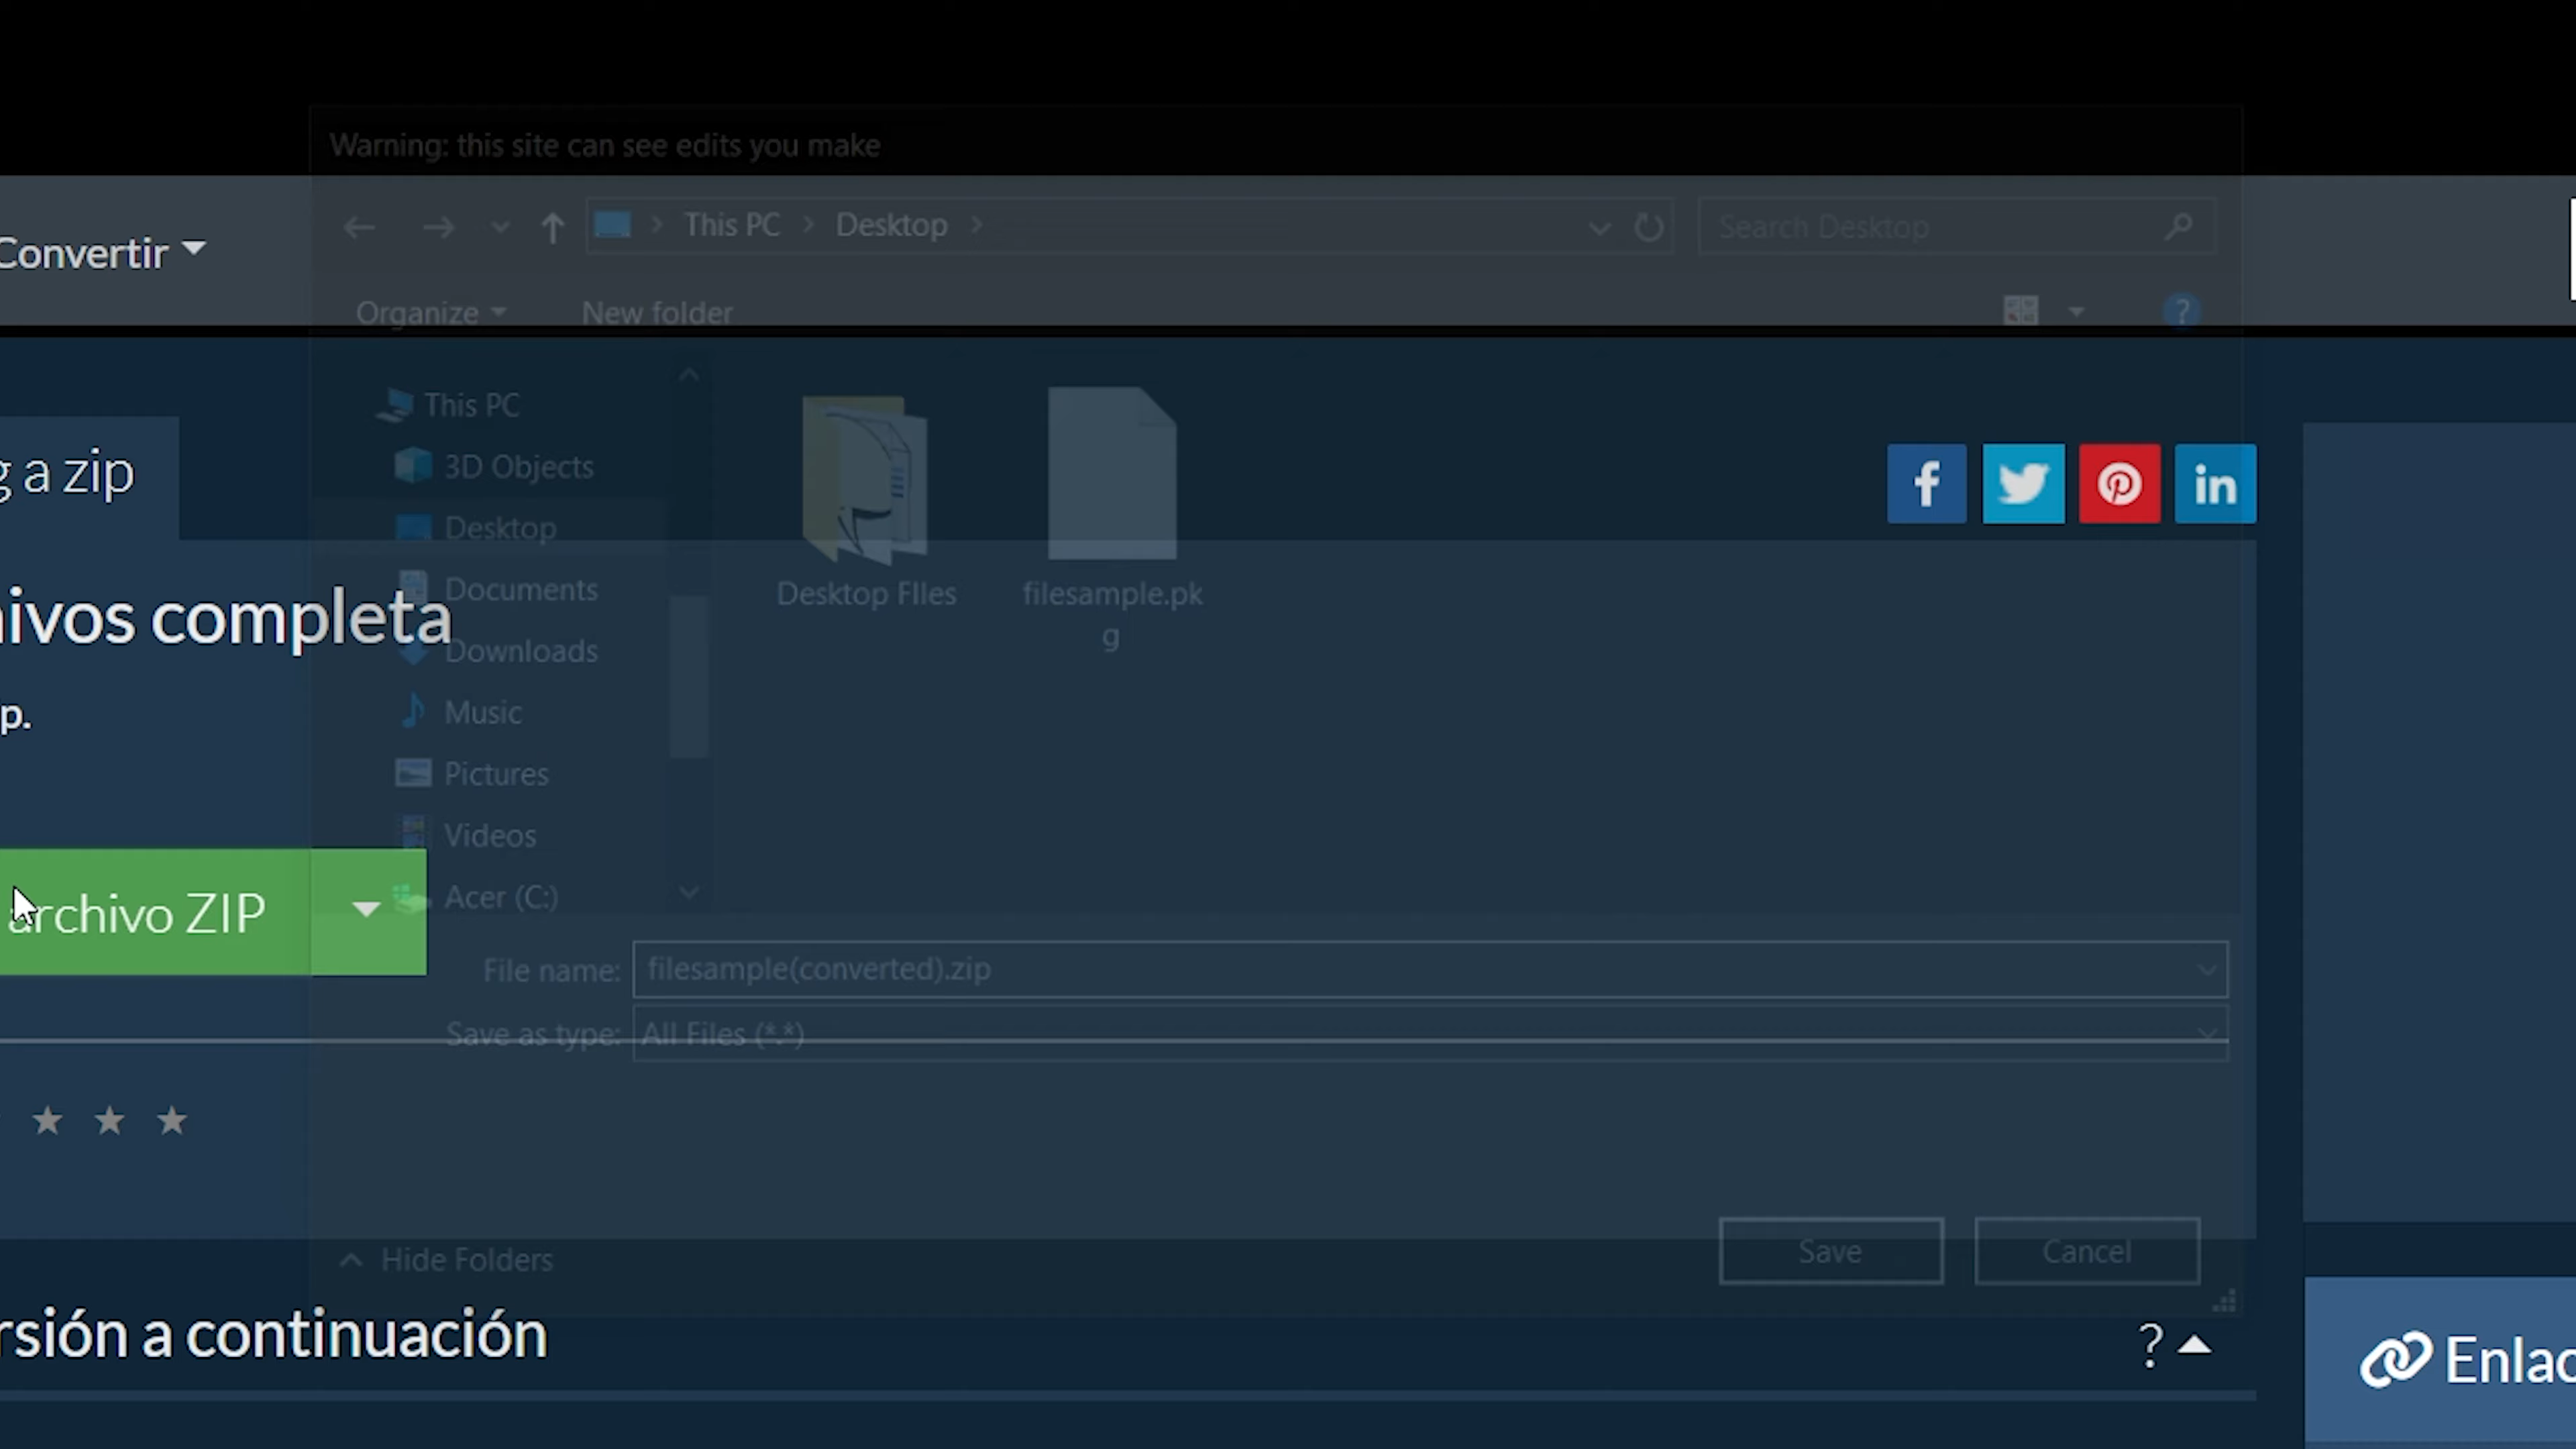 Warning: this site can see edits you make
This PC > Desktop >
Search Desktop
Convertir
Organize
New folder
?
This PC
3D Objects
g a zip
Desktop
Documents
Desktop FIles
filesample.pk
g
hivos completa
Downloads
Music
p.
Pictures
Videos
Acer (C:)
archivo ZIP
File name: filesample(converted).zip
Save as type: All Files (*.*)
Save
Cancel
Hide Folders
rsión a continuación
?
Enlac